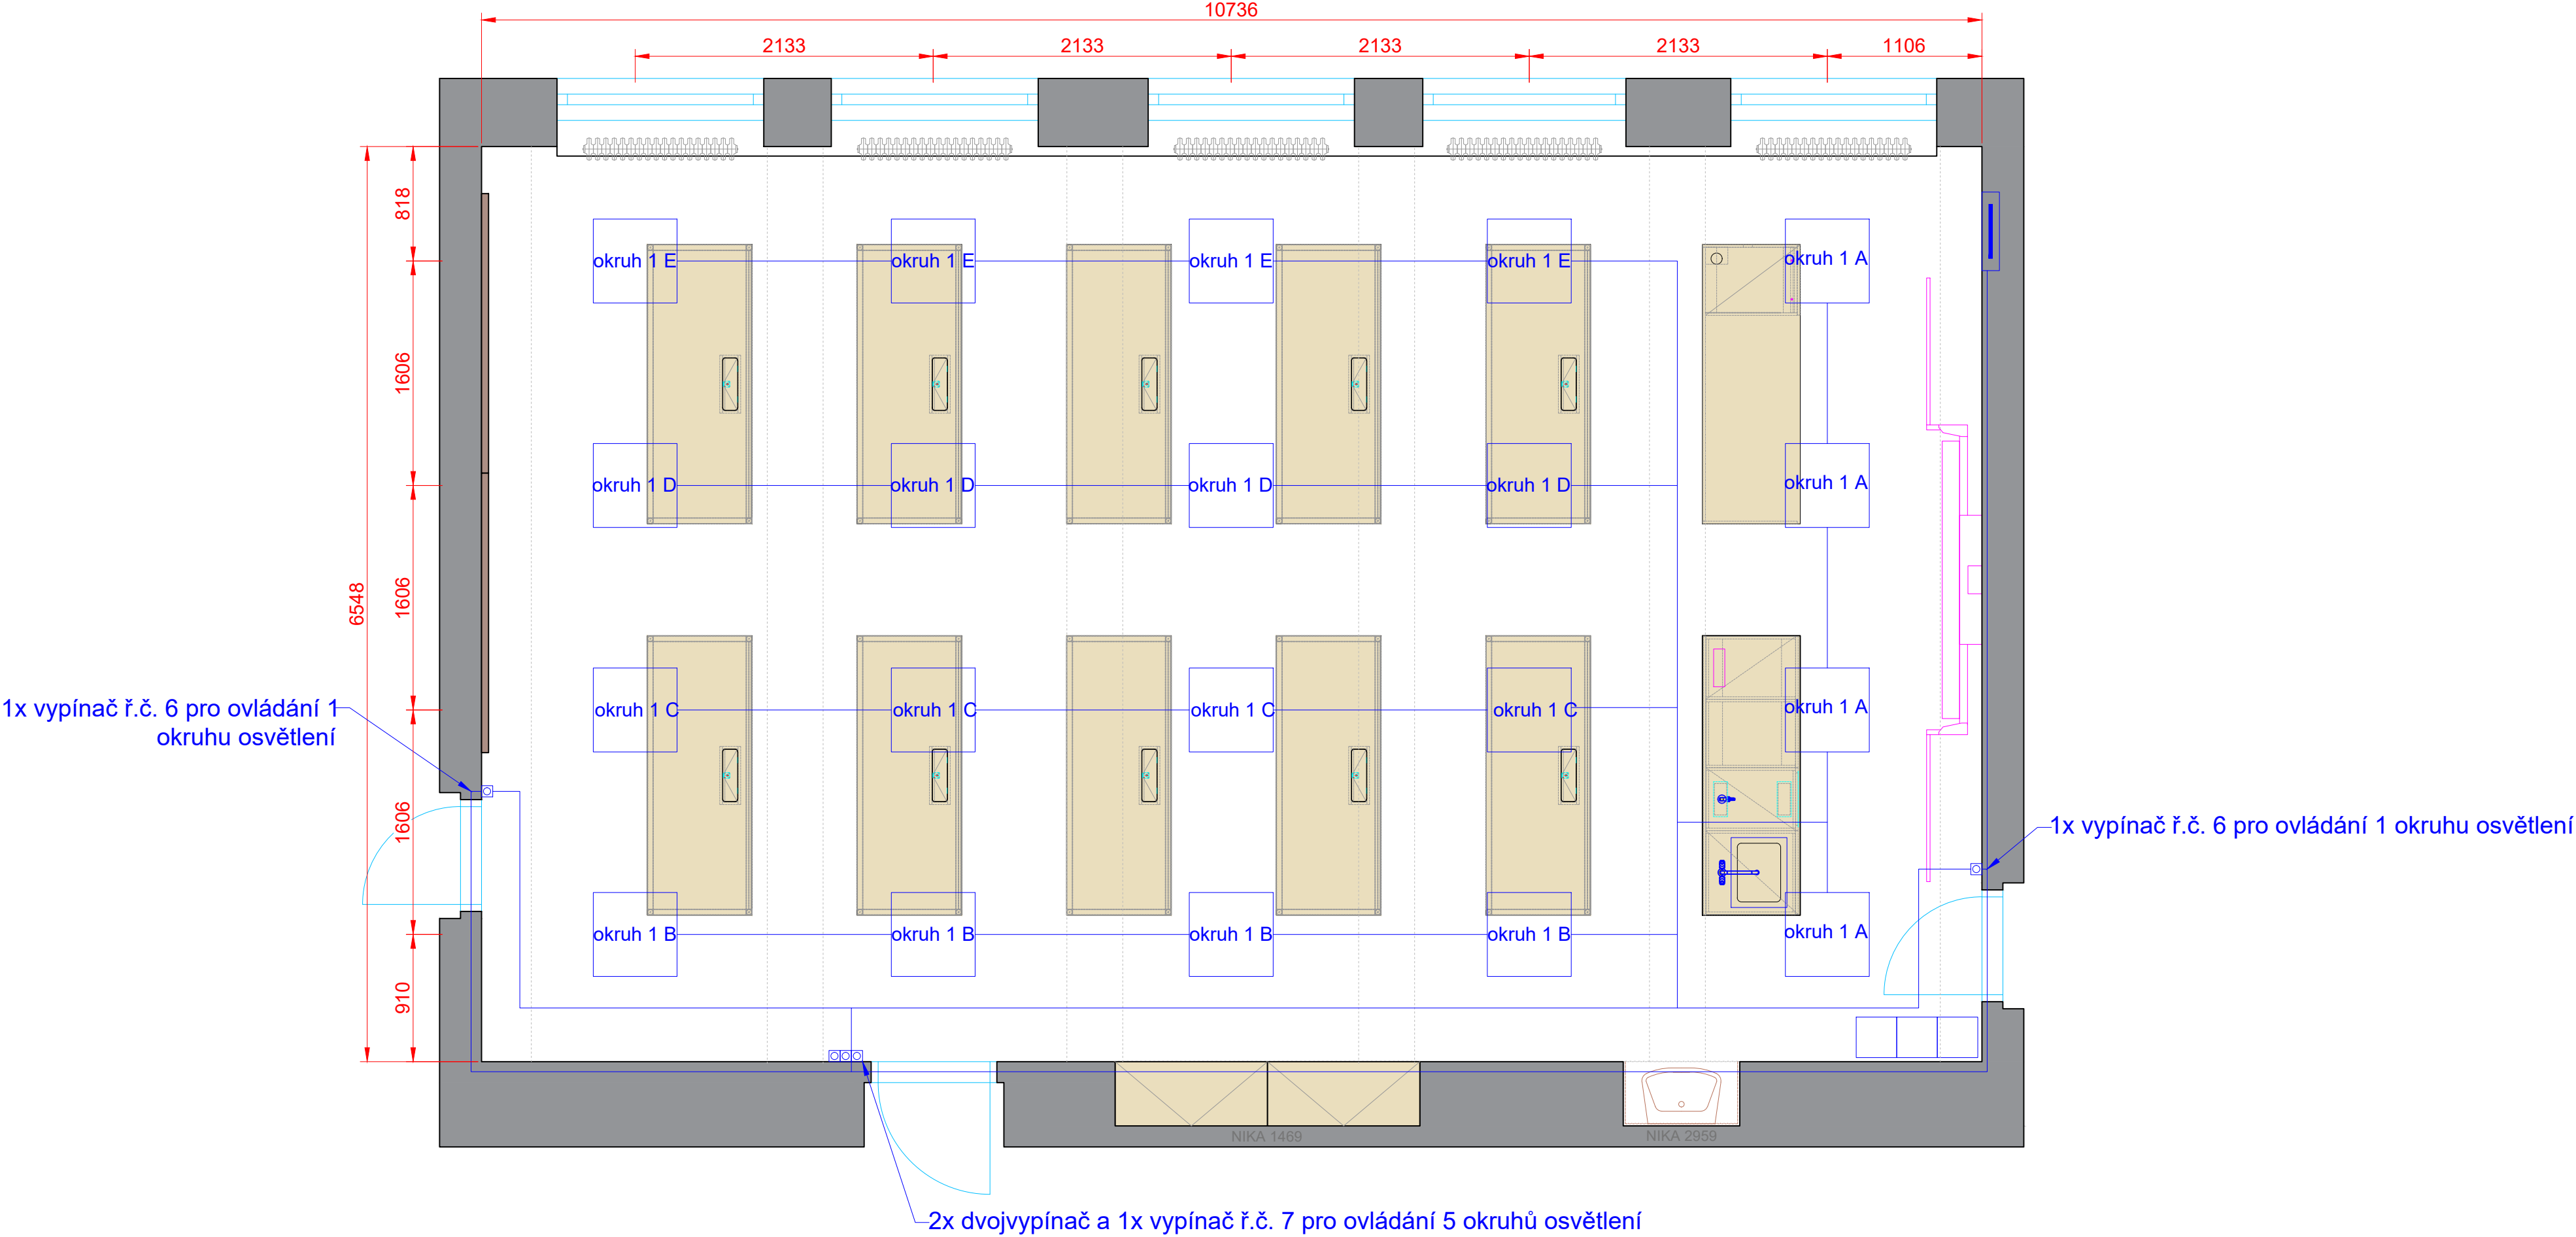 10736
2133
2133
2133
2133
1106
818
okruh 1 E
okruh 1 E
okruh 1 E
okruh 1 E
okruh 1 A
1606
okruh 1 D
okruh 1 D
okruh 1 D
okruh 1 D
okruh 1 A
6548
1606
1x vypínač ř.č. 6 pro ovládání 1
okruhu osvětlení
okruh 1 C
okruh 1 C
okruh 1 C
okruh 1 C
okruh 1 A
1606
1x vypínač ř.č. 6 pro ovládání 1 okruhu osvětlení
okruh 1 B
okruh 1 B
okruh 1 B
okruh 1 B
okruh 1 A
910
NIKA 1469
NIKA 2959
2x dvojvypínač a 1x vypínač ř.č. 7 pro ovládání 5 okruhů osvětlení